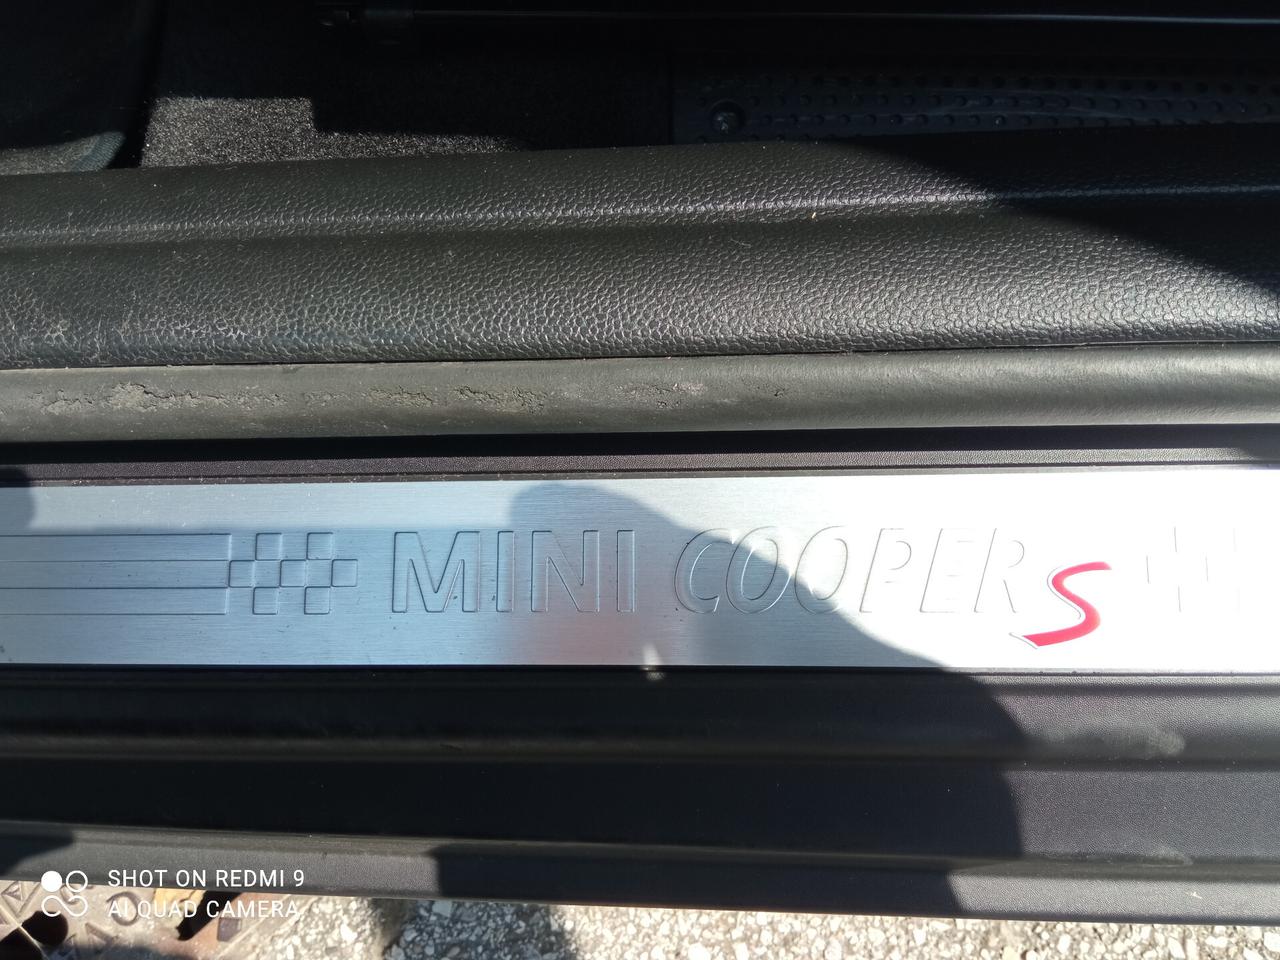 MINI COOPER S
SHOT ON REDMI 9
AI QUAD CAMERA